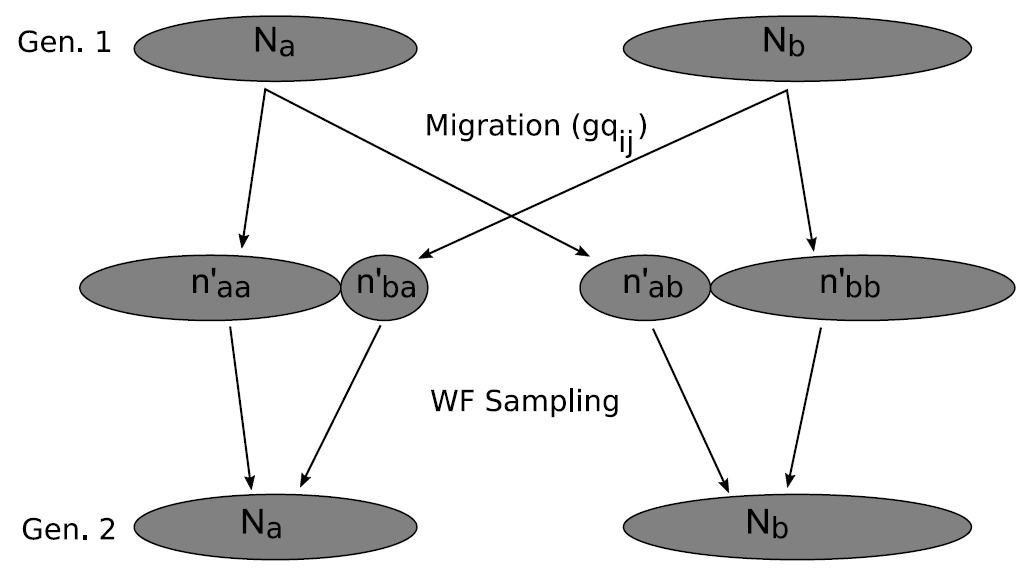 Gen. 1
Na
Nb
Migration (gqij)
n'aa
n'ba
n'ab
n'bb
WF Sampling
Gen. 2
Na
Nb